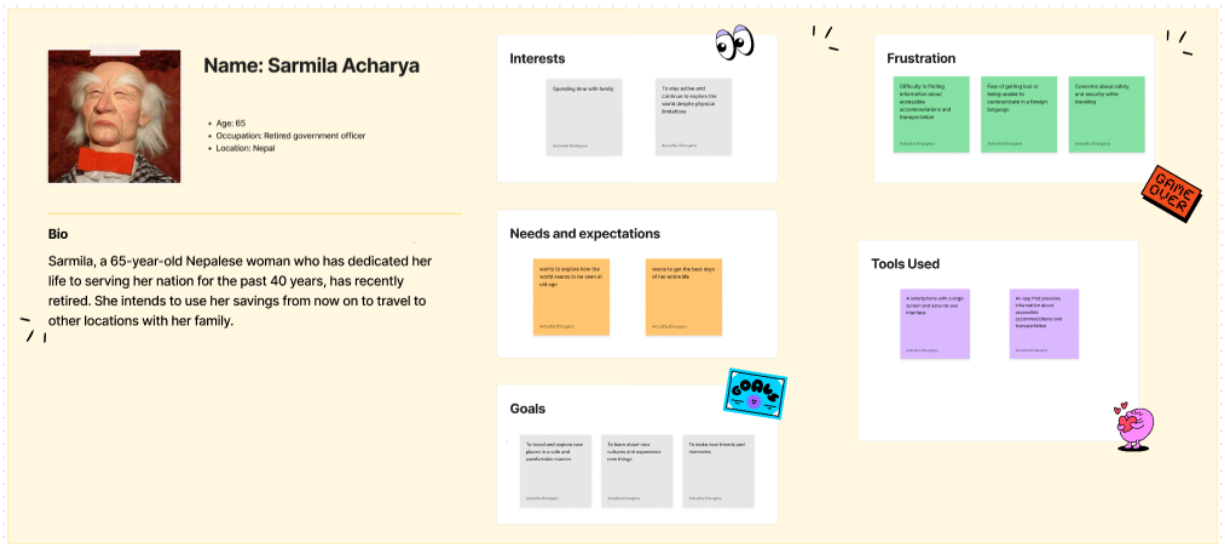 Name: Sarmila Acharya
Age: 65
Occupation: Retired government officer
Location: Nepal
Bio
Sarmila, a 65-year-old Nepalese woman who has dedicated her
life to serving her nation for the past 40 years, has recently
retired. She intends to use her savings from now on to travel to
other locations with her family.
Interests
Spending time with family
To stay active and
continue to explore the
world despite physical
limitations
Needs and expectations
wants to explore how the
world seems to be seen at
old age
wants to get the best days
of her entire life
Goals
To travel and explore new
places in a safe and
comfortable manner
To learn about new
cultures and experience
new things.
To make new friends and
memories.
GOALS
Frustration
Difficulty in finding
information about
accessible
accommodations and
transportation
Fear of getting lost or
being unable to
communicate in a foreign
language
Concerns about safety
and security while
traveling
GAME
OVER
Tools Used
A smartphone with a large
screen and easy-to-use
interface
An app that provides
information about
accessible
accommodations and
transportation